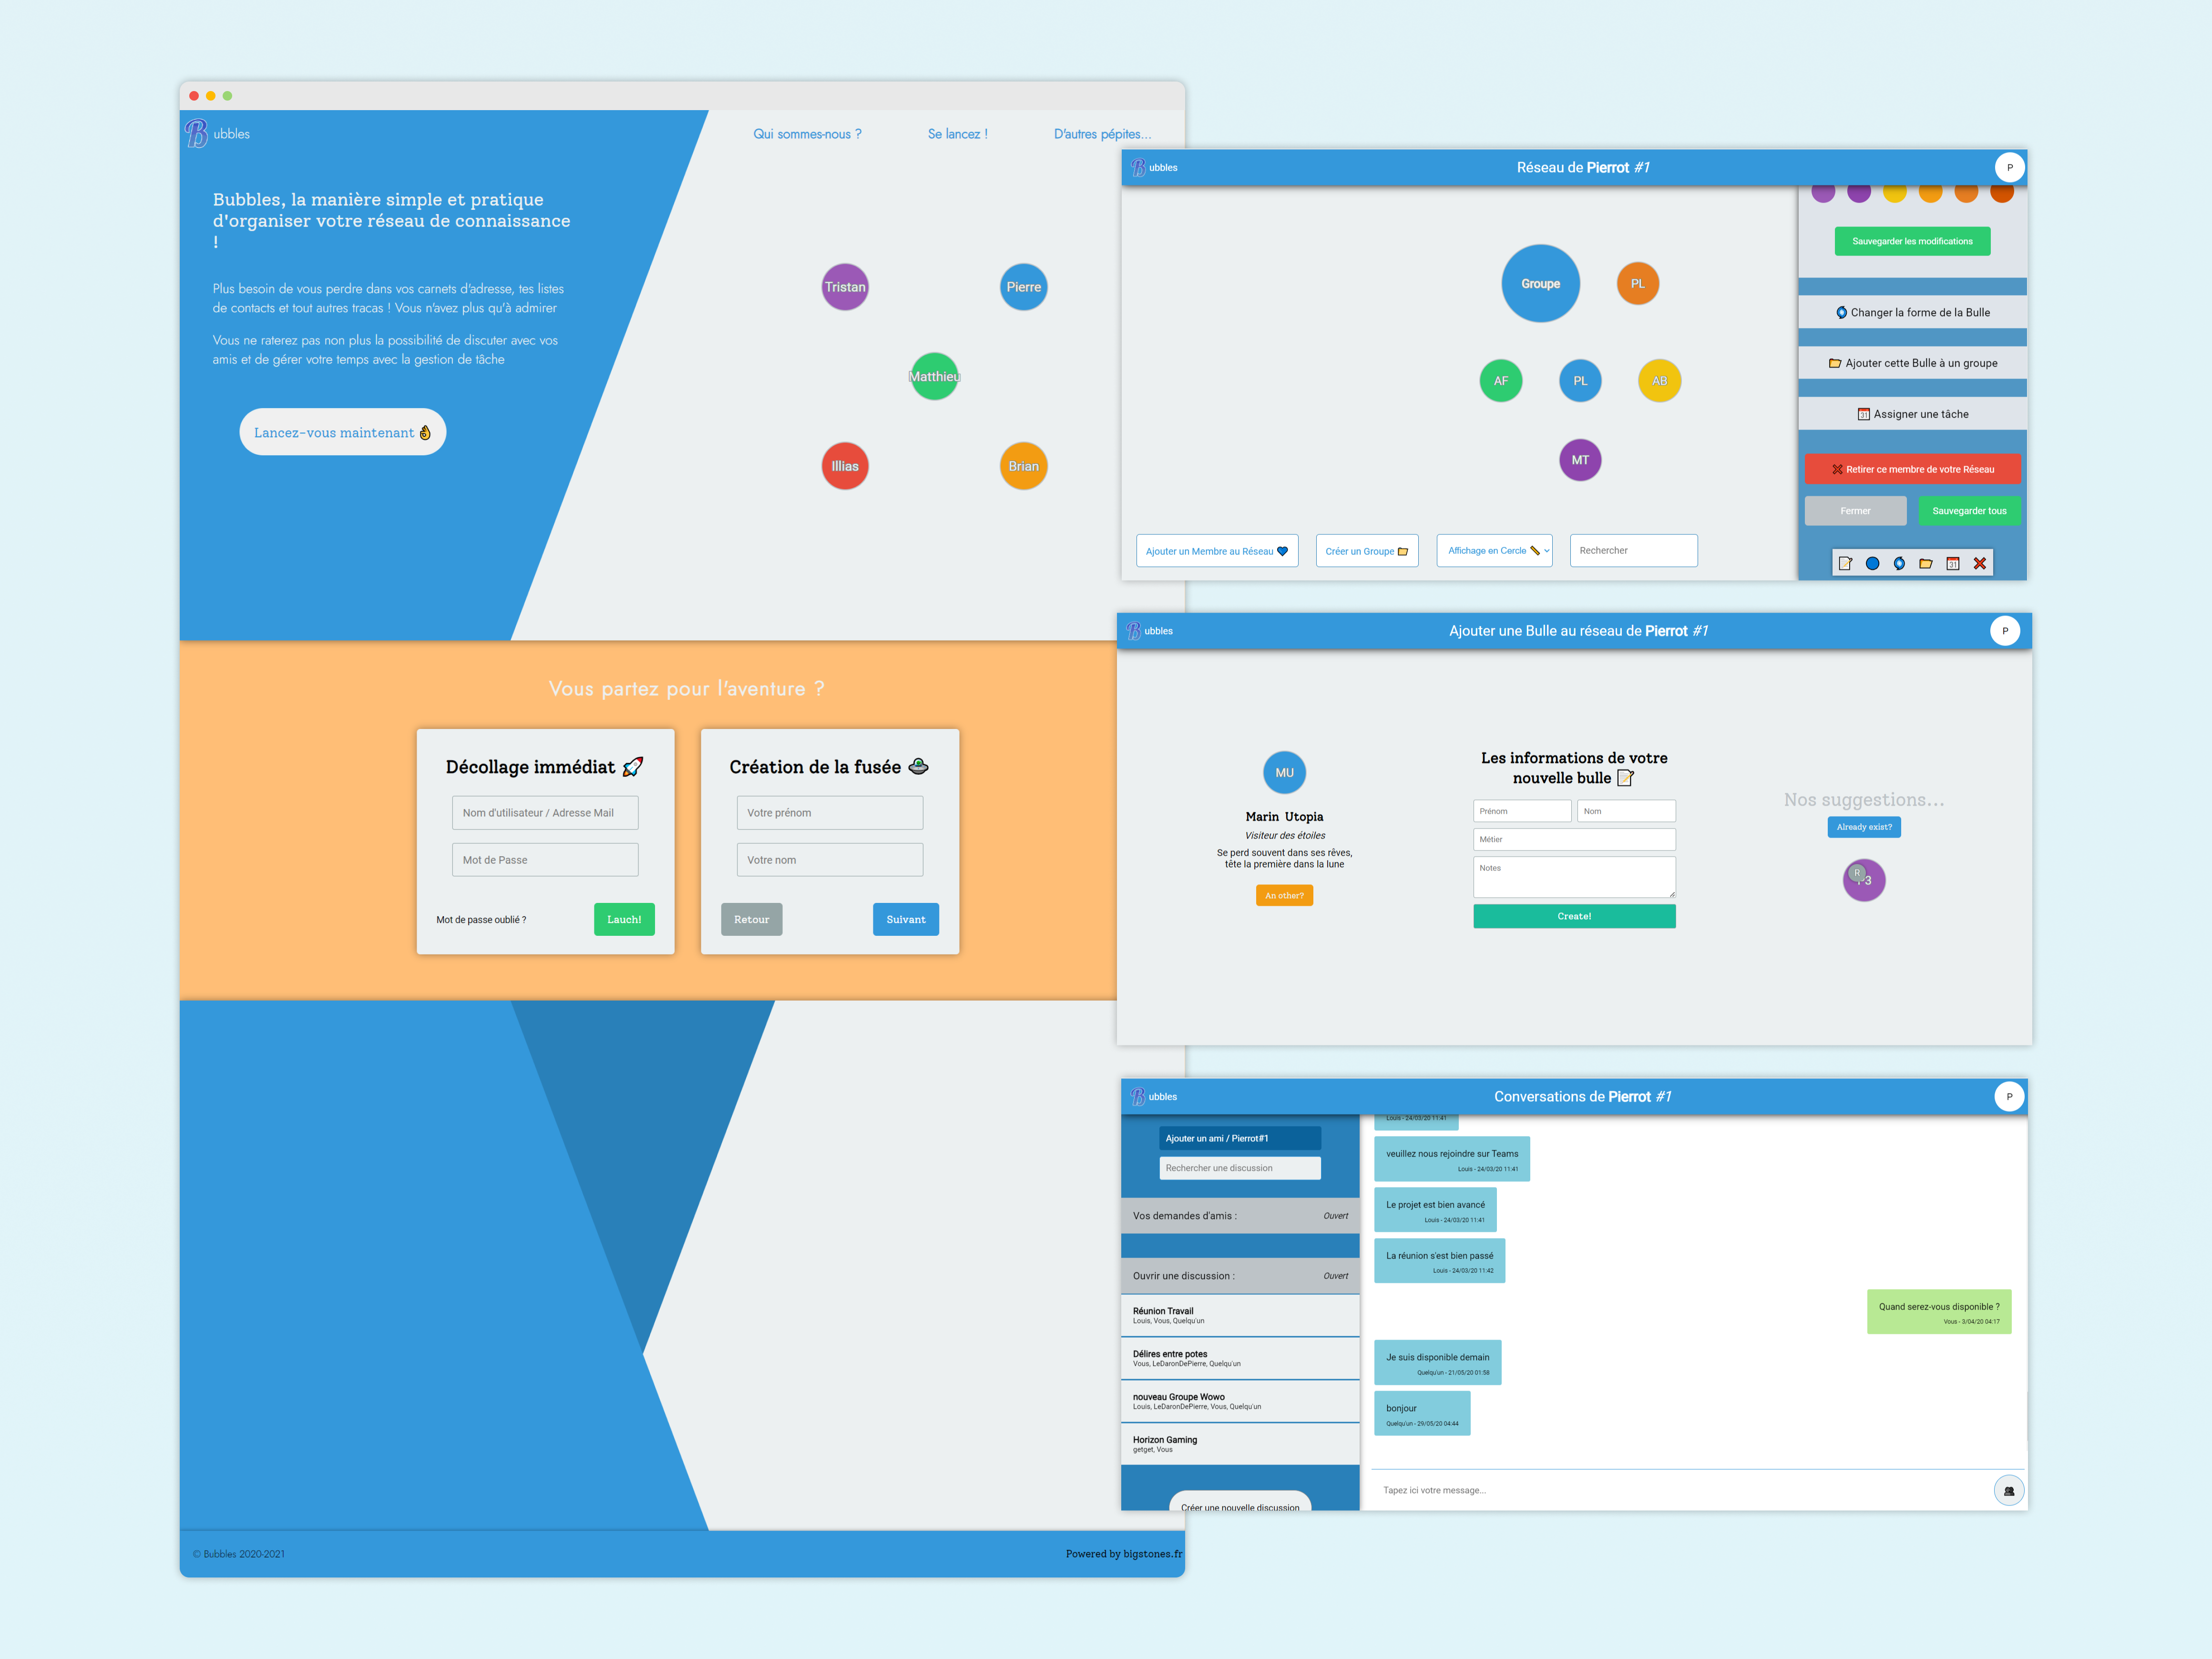 Bubbles
Qui sommes-nous ?
Se lancez !
D'autres pépites...
Bubbles, la manière simple et pratique
d'organiser votre réseau de connaissance
!
Plus besoin de vous perdre dans vos carnets d'adresse, tes listes
de contacts et tout autres tracas ! Vous n'avez plus qu'à admirer
Vous ne raterez pas non plus la possibilité de discuter avec vos
amis et de gérer votre temps avec la gestion de tâche
Lancez-vous maintenant 👌
Tristan
Pierre
Matthieu
Illias
Brian
Vous partez pour l'aventure ?
Décollage immédiat 🚀
Nom d'utilisateur / Adresse Mail
Mot de Passe
Mot de passe oublié ?
Lauch!
Création de la fusée 🛸
Votre prénom
Votre nom
Retour
Suivant
© Bubbles 2020-2021
Powered by bigstones.fr
Bubbles
Réseau de Pierrot #1
P
Groupe
PL
AF
PL
AB
MT
Ajouter un Membre au Réseau 💙
Créer un Groupe 📂
Affichage en Cercle 📏
Rechercher
Sauvegarder les modifications
🌀 Changer la forme de la Bulle
📂 Ajouter cette Bulle à un groupe
📅 Assigner une tâche
❌ Retirer ce membre de votre Réseau
Fermer
Sauvegarder tous
Bubbles
Ajouter une Bulle au réseau de Pierrot #1
P
MU
Marin Utopia
Visiteur des étoiles
Se perd souvent dans ses rêves,
tête la première dans la lune
An other?
Les informations de votre
nouvelle bulle 📝
Prénom
Nom
Métier
Notes
Create!
Nos suggestions...
Already exist?
R
3
Bubbles
Conversations de Pierrot #1
P
Ajouter un ami / Pierrot#1
Rechercher une discussion
Vos demandes d'amis :
Ouvert
Ouvrir une discussion :
Ouvert
Réunion Travail
Louis, Vous, Quelqu'un
Délires entre potes
Vous, LeDaronDePierre, Quelqu'un
nouveau Groupe Wowo
Louis, LeDaronDePierre, Vous, Quelqu'un
Horizon Gaming
getget, Vous
Créer une nouvelle discussion
Louis - 24/03/20 11:41
veuillez nous rejoindre sur Teams
Louis - 24/03/20 11:41
Le projet est bien avancé
Louis - 24/03/20 11:41
La réunion s'est bien passé
Louis - 24/03/20 11:42
Quand serez-vous disponible ?
Vous - 3/04/20 04:17
Je suis disponible demain
Quelqu'un - 21/05/20 01:58
bonjour
Quelqu'un - 29/05/20 04:44
Tapez ici votre message...